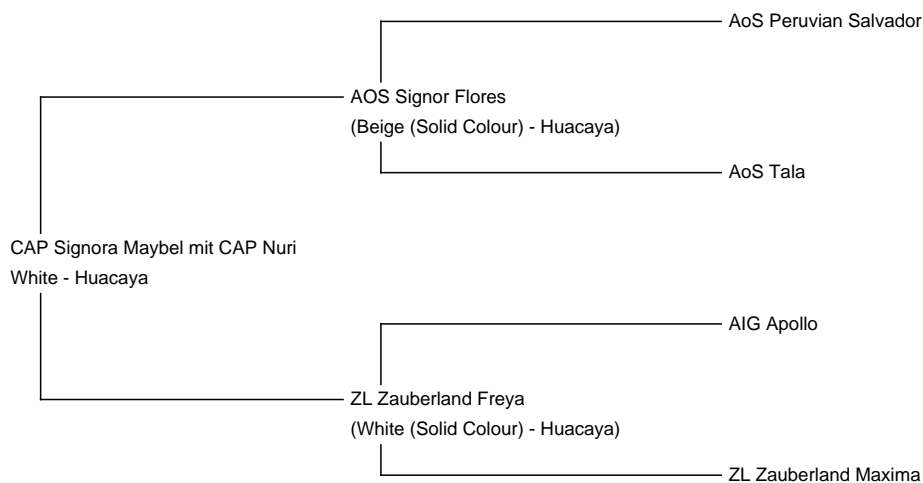 AoS Peruvian Salvador
AOS Signor Flores
(Beige (Solid Colour) - Huacaya)
AoS Tala
CAP Signora Maybel mit CAP Nuri
White - Huacaya
AIG Apollo
ZL Zauberland Freya
(White (Solid Colour) - Huacaya)
ZL Zauberland Maxima